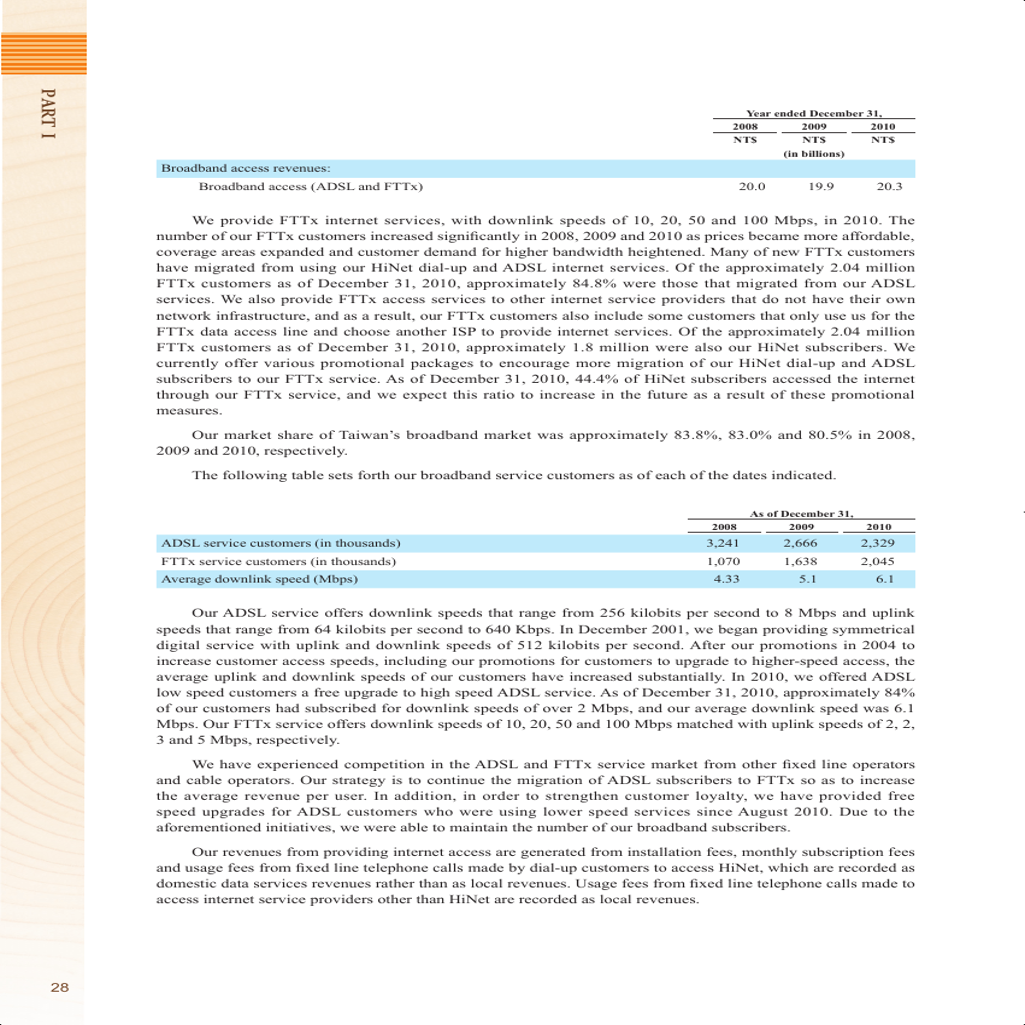 PART I
Year ended December 31,
2008 2009 2010
NT$ NT$ NT$
(in billions)
Broadband access revenues:
Broadband access (ADSL and FTTx) 20.0 19.9 20.3
We provide FTTx internet services, with downlink speeds of 10, 20, 50 and 100 Mbps, in 2010. The
number of our FTTx customers increased significantly in 2008, 2009 and 2010 as prices became more affordable,
coverage areas expanded and customer demand for higher bandwidth heightened. Many of new FTTx customers
have migrated from using our HiNet dial-up and ADSL internet services. Of the approximately 2.04 million
FTTx customers as of December 31, 2010, approximately 84.8% were those that migrated from our ADSL
services. We also provide FTTx access services to other internet service providers that do not have their own
network infrastructure, and as a result, our FTTx customers also include some customers that only use us for the
FTTx data access line and choose another ISP to provide internet services. Of the approximately 2.04 million
FTTx customers as of December 31, 2010, approximately 1.8 million were also our HiNet subscribers. We
currently offer various promotional packages to encourage more migration of our HiNet dial-up and ADSL
subscribers to our FTTx service. As of December 31, 2010, 44.4% of HiNet subscribers accessed the internet
through our FTTx service, and we expect this ratio to increase in the future as a result of these promotional
measures.
Our market share of Taiwan’s broadband market was approximately 83.8%, 83.0% and 80.5% in 2008,
2009 and 2010, respectively.
The following table sets forth our broadband service customers as of each of the dates indicated.
As of December 31,
2008 2009 2010
ADSL service customers (in thousands) 3,241 2,666 2,329
FTTx service customers (in thousands) 1,070 1,638 2,045
Average downlink speed (Mbps) 4.33 5.1 6.1
Our ADSL service offers downlink speeds that range from 256 kilobits per second to 8 Mbps and uplink
speeds that range from 64 kilobits per second to 640 Kbps. In December 2001, we began providing symmetrical
digital service with uplink and downlink speeds of 512 kilobits per second. After our promotions in 2004 to
increase customer access speeds, including our promotions for customers to upgrade to higher-speed access, the
average uplink and downlink speeds of our customers have increased substantially. In 2010, we offered ADSL
low speed customers a free upgrade to high speed ADSL service. As of December 31, 2010, approximately 84%
of our customers had subscribed for downlink speeds of over 2 Mbps, and our average downlink speed was 6.1
Mbps. Our FTTx service offers downlink speeds of 10, 20, 50 and 100 Mbps matched with uplink speeds of 2, 2,
3 and 5 Mbps, respectively.
We have experienced competition in the ADSL and FTTx service market from other fixed line operators
and cable operators. Our strategy is to continue the migration of ADSL subscribers to FTTx so as to increase
the average revenue per user. In addition, in order to strengthen customer loyalty, we have provided free
speed upgrades for ADSL customers who were using lower speed services since August 2010. Due to the
aforementioned initiatives, we were able to maintain the number of our broadband subscribers.
Our revenues from providing internet access are generated from installation fees, monthly subscription fees
and usage fees from fixed line telephone calls made by dial-up customers to access HiNet, which are recorded as
domestic data services revenues rather than as local revenues. Usage fees from fixed line telephone calls made to
access internet service providers other than HiNet are recorded as local revenues.
28